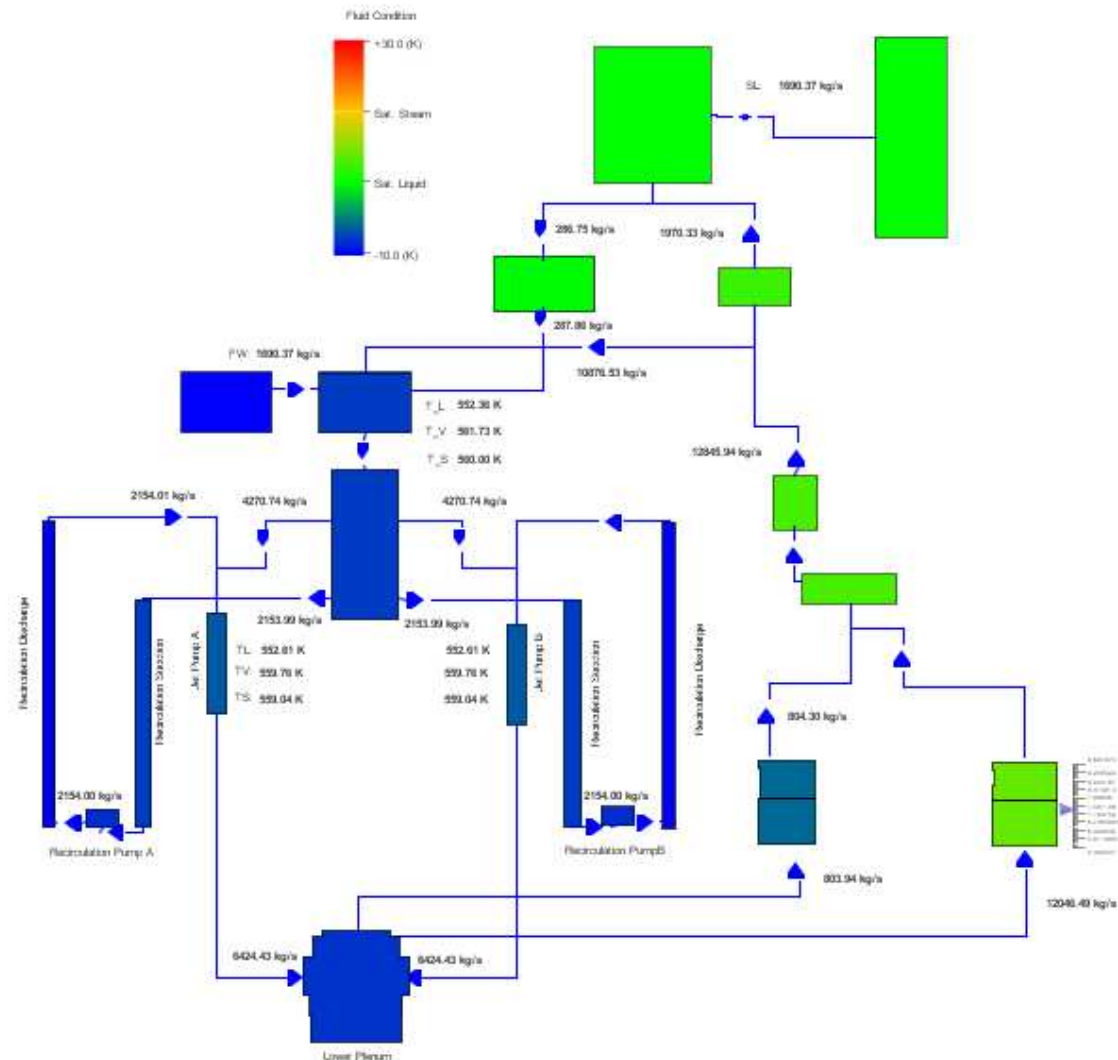 Fluid Condition
+30.0 (K)
Sat. Steam
Sat. Liquid
-10.0 (K)
SL: 1690.37 kg/s
286.75 kg/s
1970.33 kg/s
287.86 kg/s
FW: 1690.37 kg/s
10876.53 kg/s
T_L 552.36 K
T_V 561.73 K
T_S 560.00 K
12845.94 kg/s
2154.01 kg/s
4270.74 kg/s
4270.74 kg/s
Recirculation Discharge
Recirculation Suction
Jet Pump A
2153.99 kg/s
2153.99 kg/s
TL: 552.61 K
TV: 559.76 K
TS: 559.04 K
552.61 K
559.76 K
559.04 K
Jet Pump B
Recirculation Suction
Recirculation Discharge
804.30 kg/s
2154.00 kg/s
2154.00 kg/s
Recirculation Pump A
Recirculation PumpB
803.94 kg/s
12046.49 kg/s
6424.43 kg/s
6424.43 kg/s
Lower Plenum